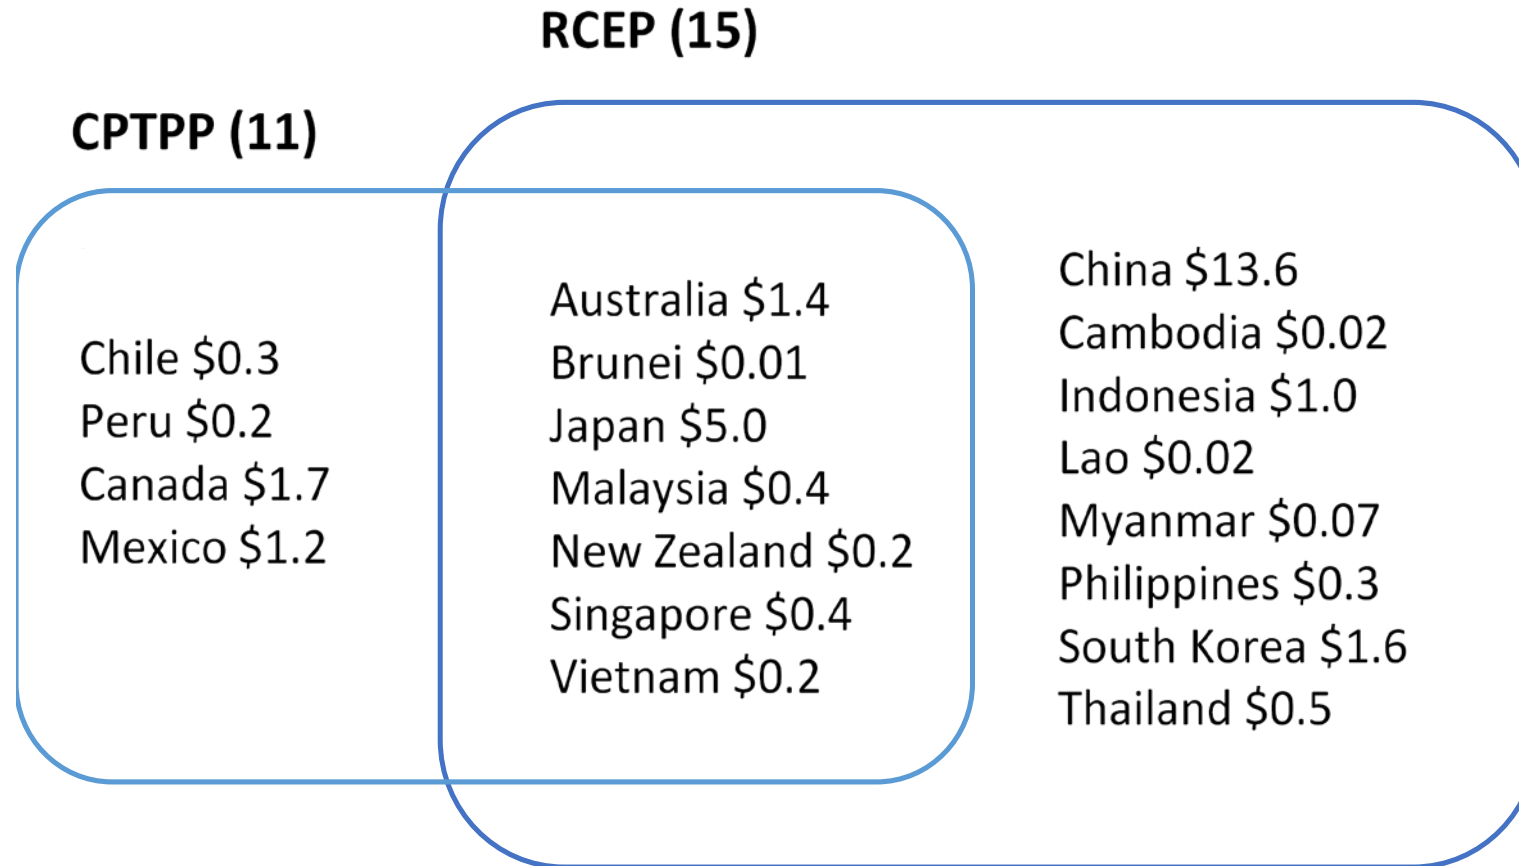 RCEP (15)
CPTPP (11)
Chile $0.3
Peru $0.2
Canada $1.7
Mexico $1.2
Australia $1.4
Brunei $0.01
Japan $5.0
Malaysia $0.4
New Zealand $0.2
Singapore $0.4
Vietnam $0.2
China $13.6
Cambodia $0.02
Indonesia $1.0
Lao $0.02
Myanmar $0.07
Philippines $0.3
South Korea $1.6
Thailand $0.5